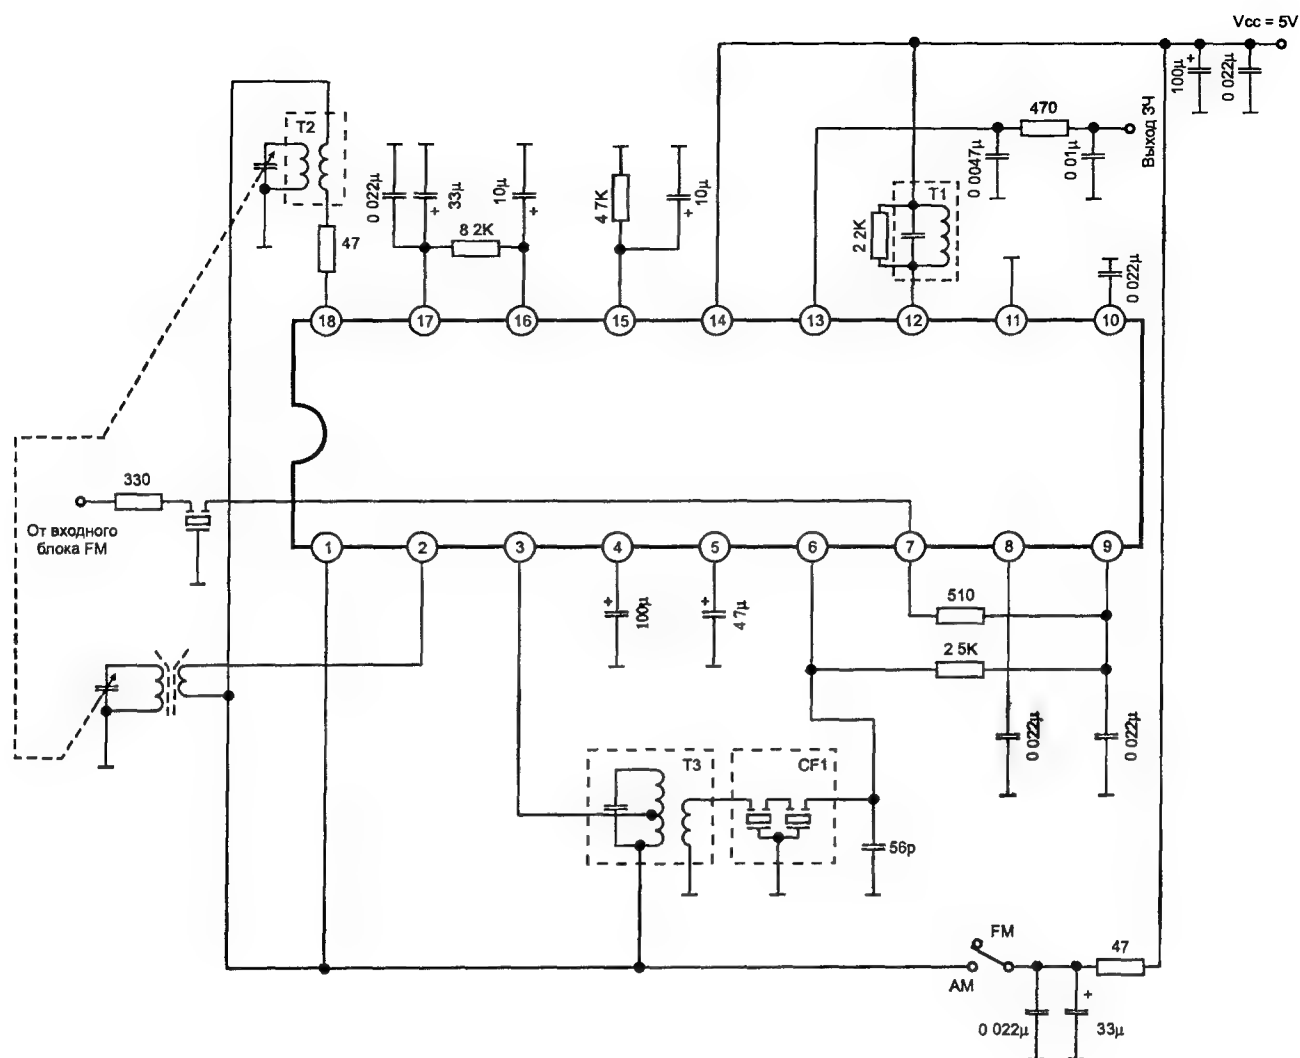 Vcc = 5V
100μ
+
0 022μ
470
Выход ЗЧ
0 0047μ
0 01μ
T2
T1
2 2K
0 022μ
+
33μ
10μ
+
8 2K
4 7K
+
10μ
47
0 022μ
18
17
16
15
14
13
12
11
10
330
От входного
блока FM
1
2
3
4
5
6
7
8
9
+
100μ
+
4 7μ
510
2 5K
0 022μ
0 022μ
T3
CF1
56p
FM
AM
47
0 022μ
+
33μ